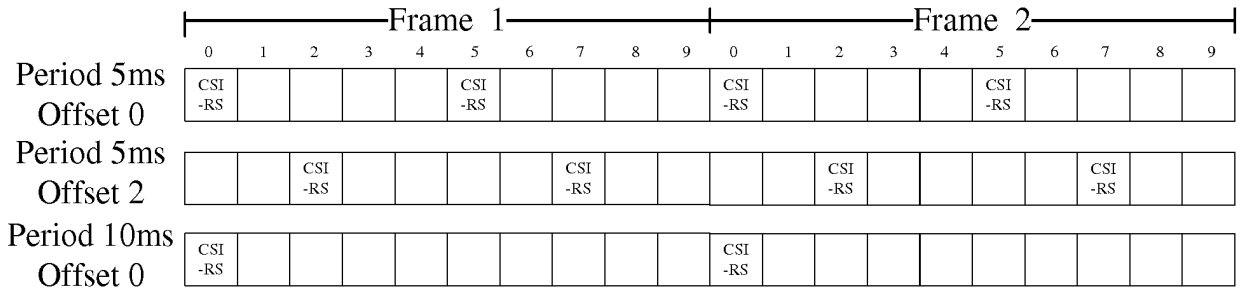 Frame 1 Frame 2
0 1 2 3 4 5 6 7 8 9 0 1 2 3 4 5 6 7 8 9
Period 5ms
Offset 0
CSI CSI CSI CSI
-RS -RS -RS -RS
Period 5ms
Offset 2
CSI CSI CSI CSI
-RS -RS -RS -RS
Period 10ms
Offset 0
CSI CSI
-RS -RS